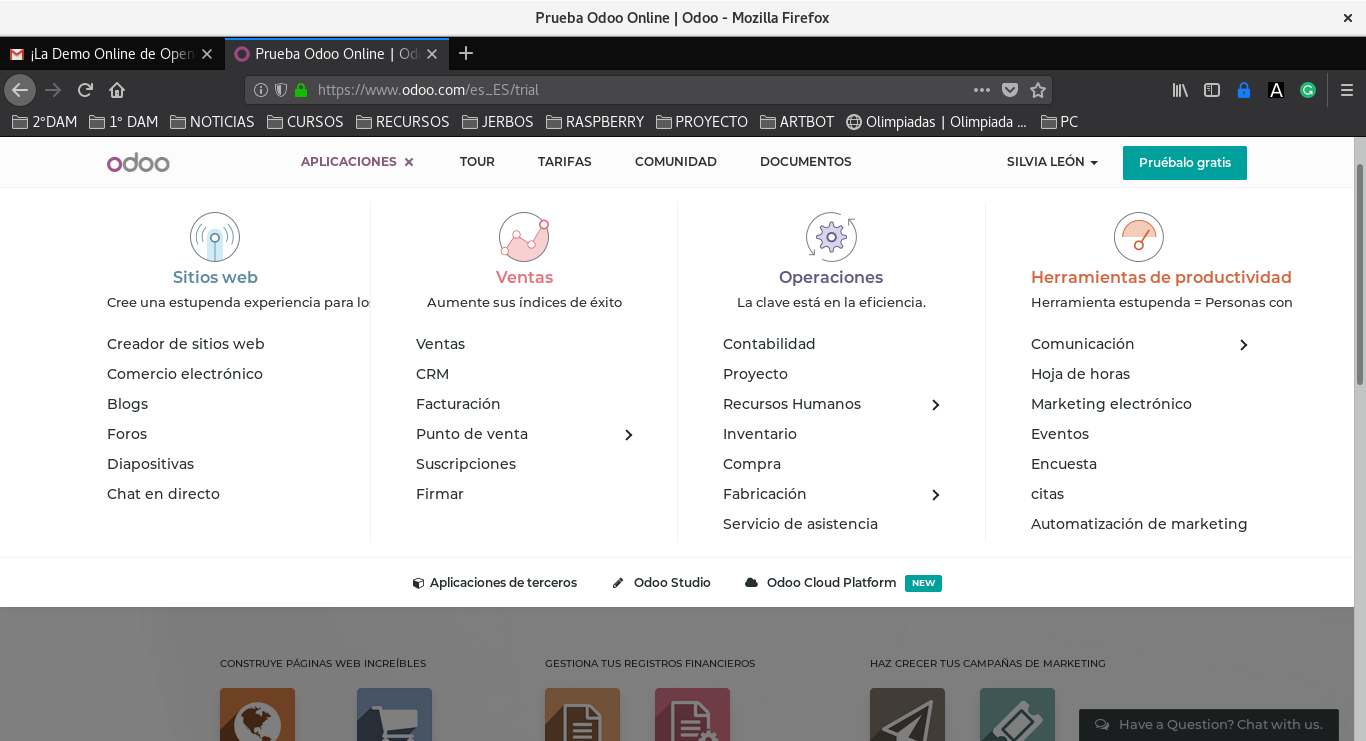 Prueba Odoo Online | Odoo - Mozilla Firefox
¡La Demo Online de Open
Prueba Odoo Online | Od
https://www.odoo.com/es_ES/trial
2ºDAM 1º DAM NOTICIAS CURSOS RECURSOS JERBOS RASPBERRY PROYECTO ARTBOT Olimpiadas | Olimpiada ... PC
odoo APLICACIONES TOUR TARIFAS COMUNIDAD DOCUMENTOS SILVIA LEÓN Pruébalo gratis
Sitios web
Cree una estupenda experiencia para los
Creador de sitios web
Comercio electrónico
Blogs
Foros
Diapositivas
Chat en directo
Ventas
Aumente sus índices de éxito
Ventas
CRM
Facturación
Punto de venta
Suscripciones
Firmar
Operaciones
La clave está en la eficiencia.
Contabilidad
Proyecto
Recursos Humanos
Inventario
Compra
Fabricación
Servicio de asistencia
Herramientas de productividad
Herramienta estupenda = Personas con
Comunicación
Hoja de horas
Marketing electrónico
Eventos
Encuesta
citas
Automatización de marketing
Aplicaciones de terceros Odoo Studio Odoo Cloud Platform NEW
CONSTRUYE PÁGINAS WEB INCREÍBLES
GESTIONA TUS REGISTROS FINANCIEROS
HAZ CRECER TUS CAMPAÑAS DE MARKETING
Have a Question? Chat with us.